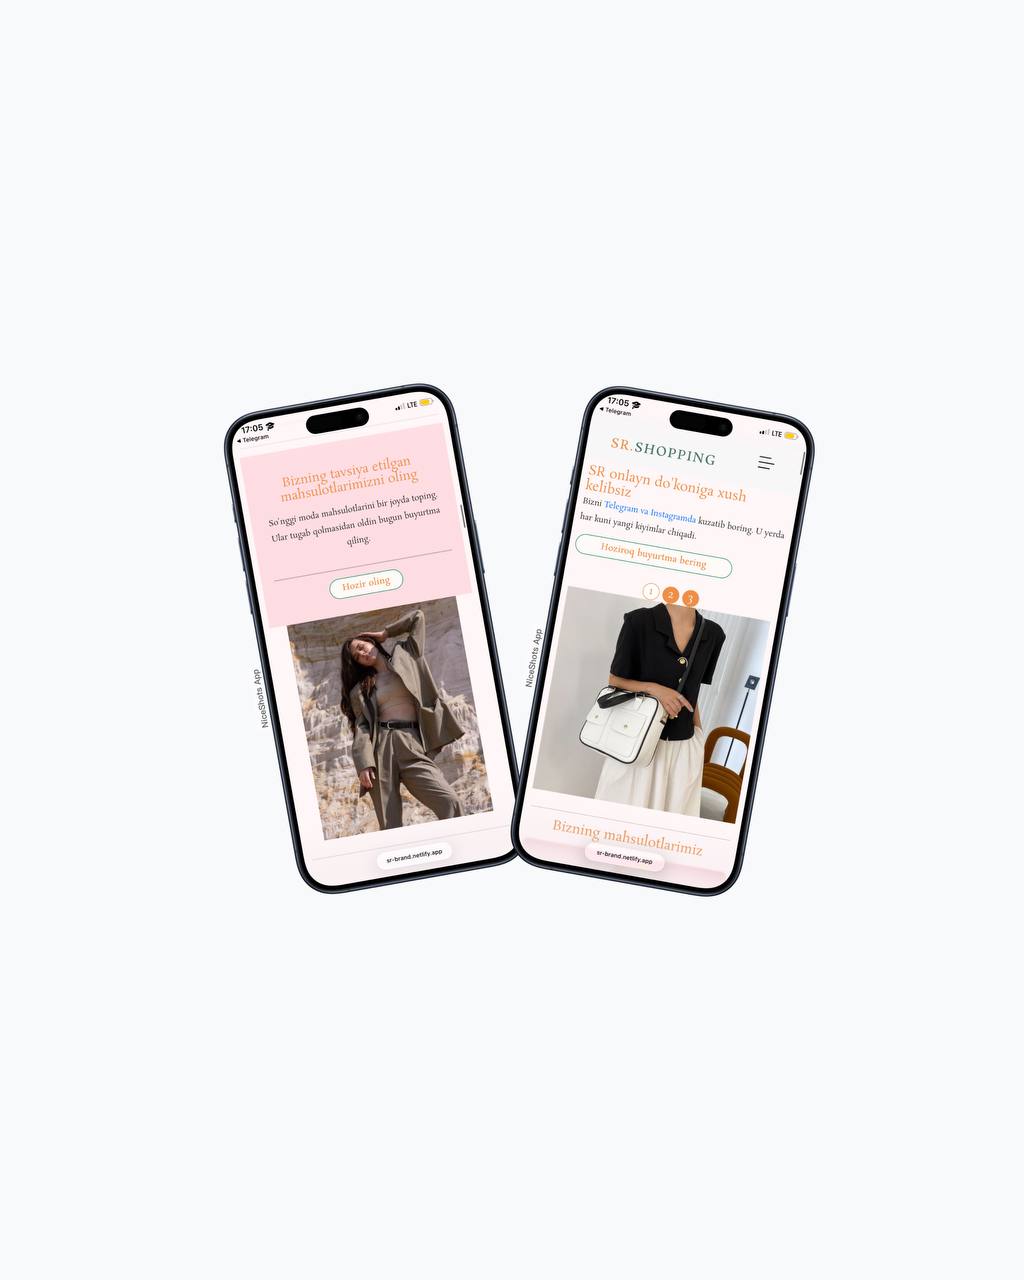 17:05
LTE
Telegram
Bizning tavsiya etilgan
mahsulotlarimizni oling
So'nggi moda mahsulotlarini bir joyda toping.
Ular tugab qolmasidan oldin bugun buyurtma
qiling.
Hozir oling
sr-brand.netlify.app
NiceShots App
17:05
LTE
Telegram
SR.SHOPPING
SR onlayn do'koniga xush
kelibsiz
Bizni Telegram va Instagramda kuzatib boring. U yerda
har kuni yangi kiyimlar chiqadi.
Hoziroq buyurtma bering
1 2 3
Bizning mahsulotlarimiz
sr-brand.netlify.app
NiceShots App